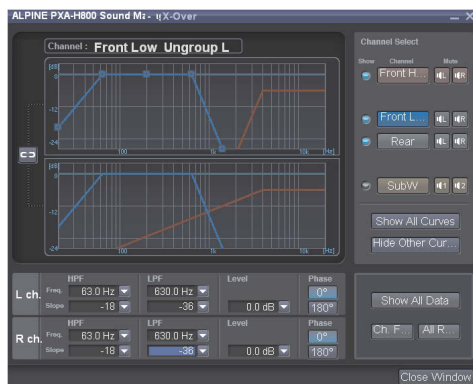 ALPINE PXA-H800 Sound Ma- X-Over
Channel : Front Low Ungroup L
Channel Select
Show Channel Mute
[dB]
0
-12
-24
100 1k 10k [Hz]
[dB]
0
-12
-24
100 1k 10k [Hz]
Front H... L R
Front L... L R
Rear L R
SubW 1 2
Show All Curves
Hide Other Cur...
Show All Data
Ch. F... All R...
L ch.
HPF LPF Level Phase
Freq. 63.0 Hz 630.0 Hz 0°
Slope -18 -36 0.0 dB 180°
R ch.
HPF LPF Level Phase
Freq. 63.0 Hz 630.0 Hz 0°
Slope -18 -36 0.0 dB 180°
Close Window